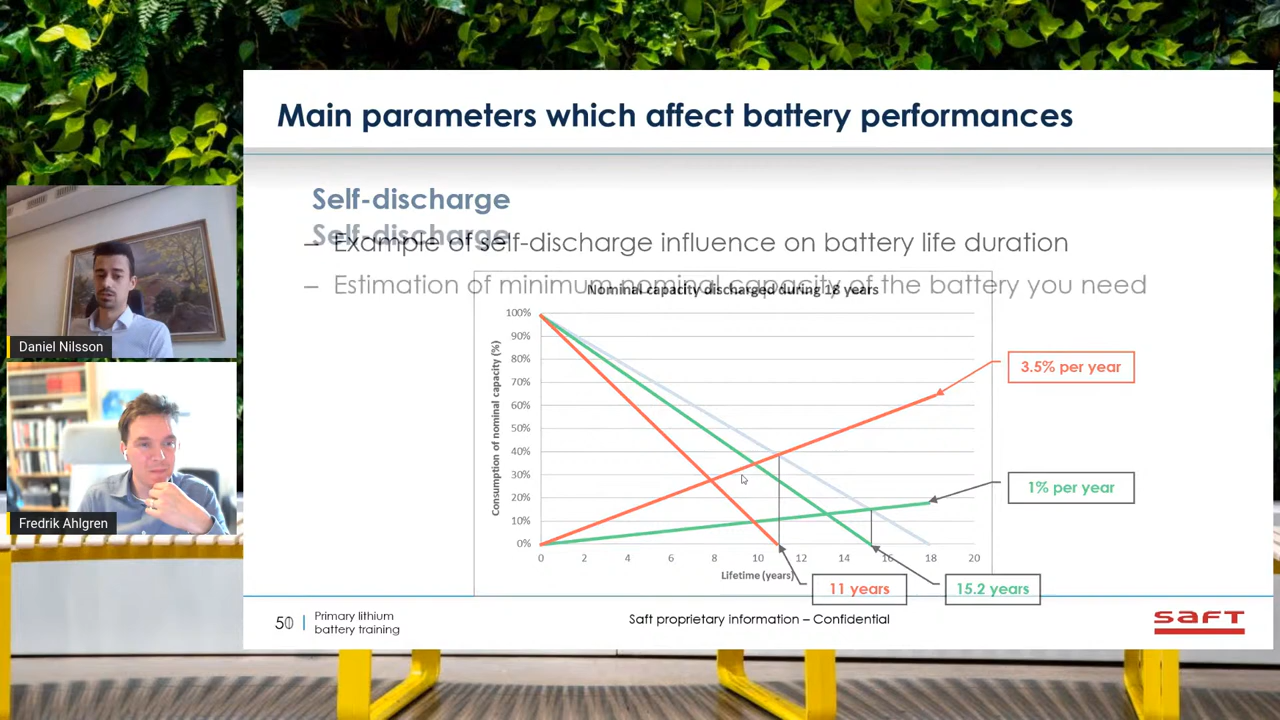 Main parameters which affect battery performances
Self-discharge
Self-discharge
– Example of self-discharge influence on battery life duration
– Estimation of minimum nominal capacity of the battery you need
Nominal capacity discharged during 18 years
Consumption of nominal capacity (%)
100%
90%
80%
70%
60%
50%
40%
30%
20%
10%
0%
0 2 4 6 8 10 12 14 16 18 20
Lifetime (years)
3.5% per year
1% per year
11 years
15.2 years
Daniel Nilsson
Fredrik Ahlgren
Primary lithium
battery training
Saft proprietary information – Confidential
saft